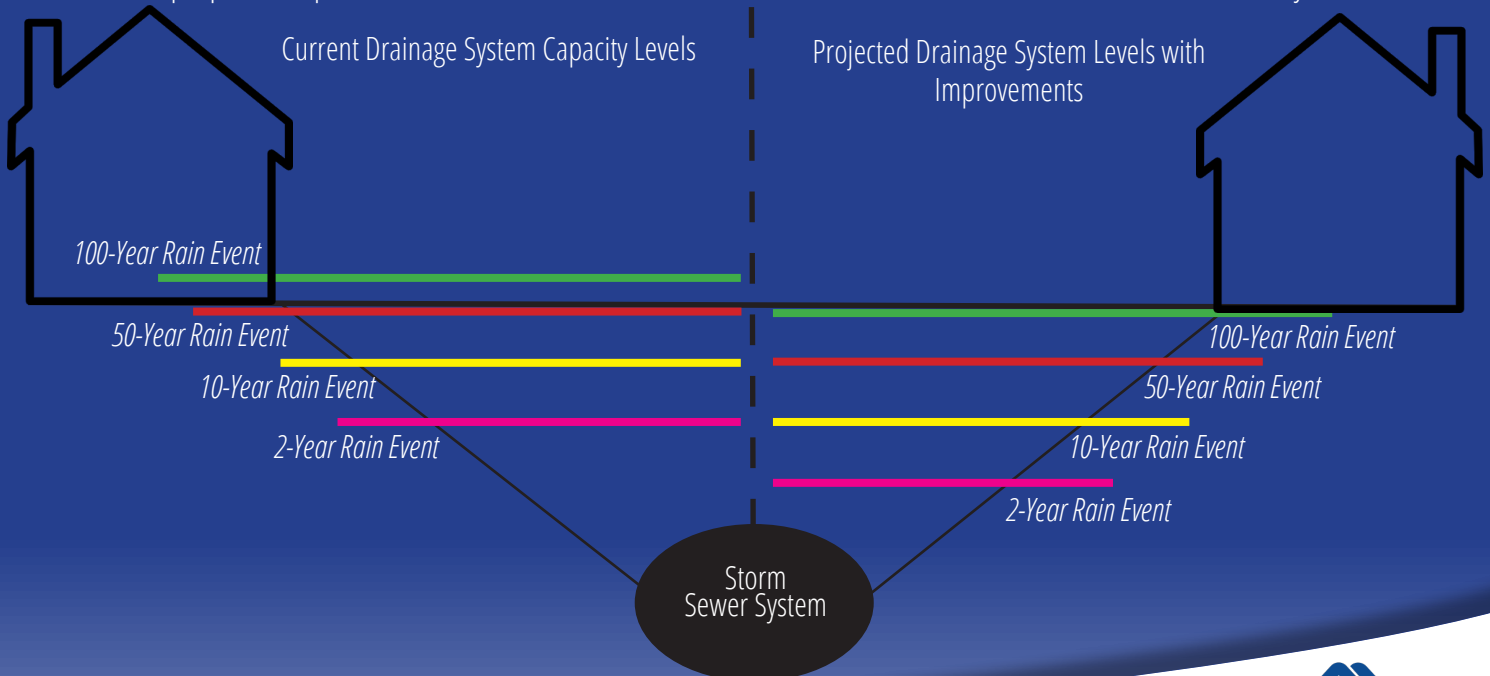 Current Drainage System Capacity Levels
Projected Drainage System Levels with
Improvements
100-Year Rain Event
50-Year Rain Event
10-Year Rain Event
2-Year Rain Event
100-Year Rain Event
50-Year Rain Event
10-Year Rain Event
2-Year Rain Event
Storm
Sewer System